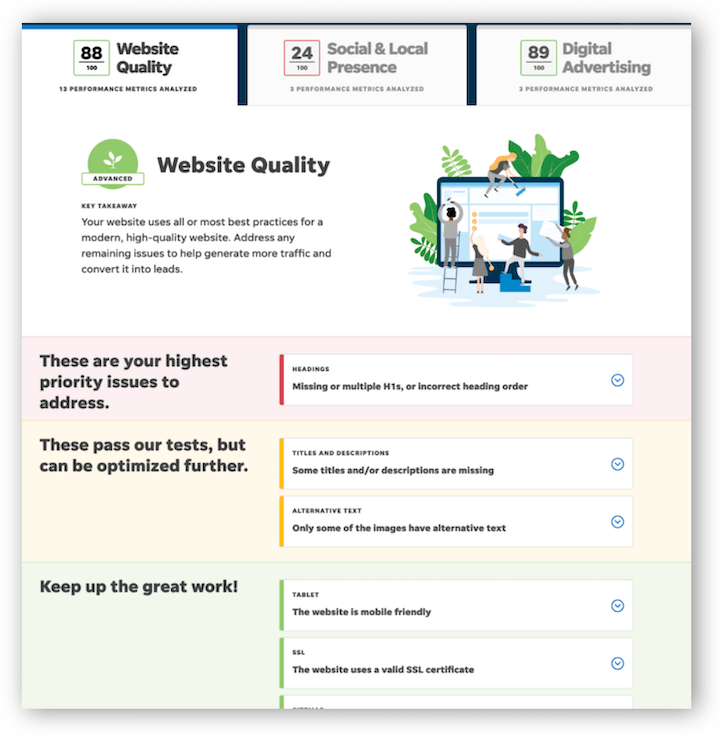 88
100
Website
Quality
13 PERFORMANCE METRICS ANALYZED
24
100
Social & Local
Presence
3 PERFORMANCE METRICS ANALYZED
89
100
Digital
Advertising
3 PERFORMANCE METRICS ANALYZED
ADVANCED
Website Quality
KEY TAKEAWAY
Your website uses all or most best practices for a
modern, high-quality website. Address any
remaining issues to help generate more traffic and
convert it into leads.
These are your highest
priority issues to
address.
HEADINGS
Missing or multiple H1s, or incorrect heading order
These pass our tests, but
can be optimized further.
TITLES AND DESCRIPTIONS
Some titles and/or descriptions are missing
ALTERNATIVE TEXT
Only some of the images have alternative text
Keep up the great work!
TABLET
The website is mobile friendly
SSL
The website uses a valid SSL certificate